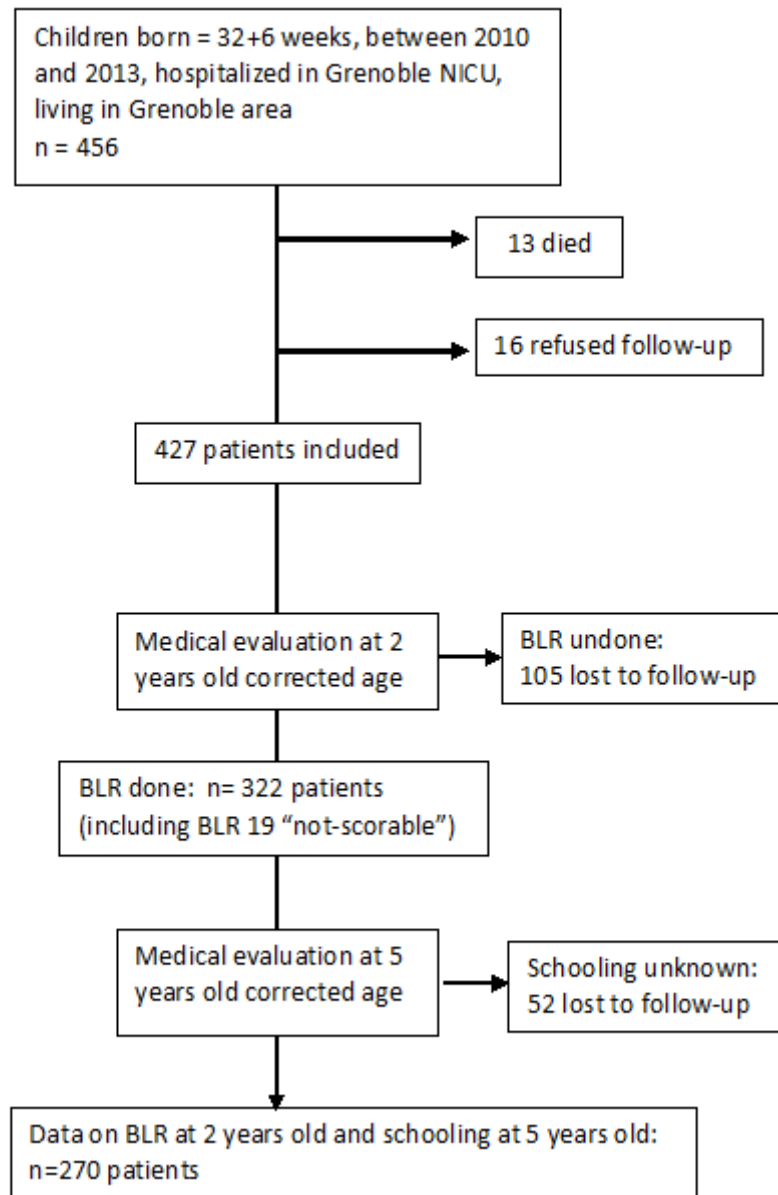 Children born = 32+6 weeks, between 2010
and 2013, hospitalized in Grenoble NICU,
living in Grenoble area
n = 456
13 died
16 refused follow-up
427 patients included
Medical evaluation at 2
years old corrected age
BLR undone:
105 lost to follow-up
BLR done:  n= 322 patients
(including BLR 19 “not-scorable”)
Medical evaluation at 5
years old corrected age
Schooling unknown:
52 lost to follow-up
Data on BLR at 2 years old and schooling at 5 years old:
n=270 patients